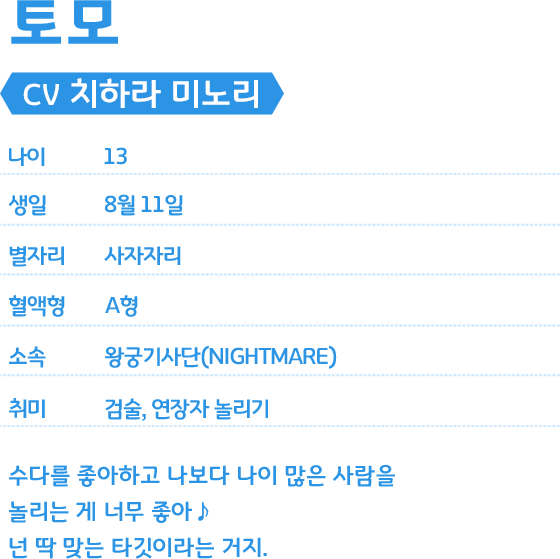 토모
CV 치하라 미노리
나이 13
생일 8월 11일
별자리 사자자리
혈액형 A형
소속 왕궁기사단(NIGHTMARE)
취미 검술, 연장자 놀리기
수다를 좋아하고 나보다 나이 많은 사람을
놀리는 게 너무 좋아♪
넌 딱 맞는 타깃이라는 거지.